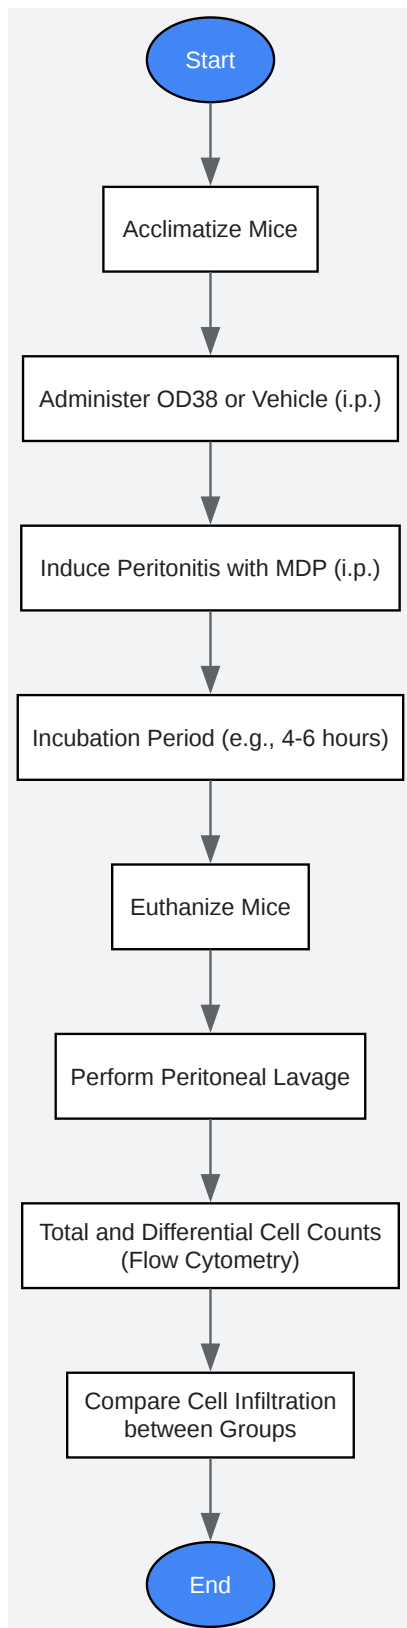 Start
Acclimatize Mice
Administer OD38 or Vehicle (i.p.)
Induce Peritonitis with MDP (i.p.)
Incubation Period (e.g., 4-6 hours)
Euthanize Mice
Perform Peritoneal Lavage
Total and Differential Cell Counts
(Flow Cytometry)
Compare Cell Infiltration
between Groups
End